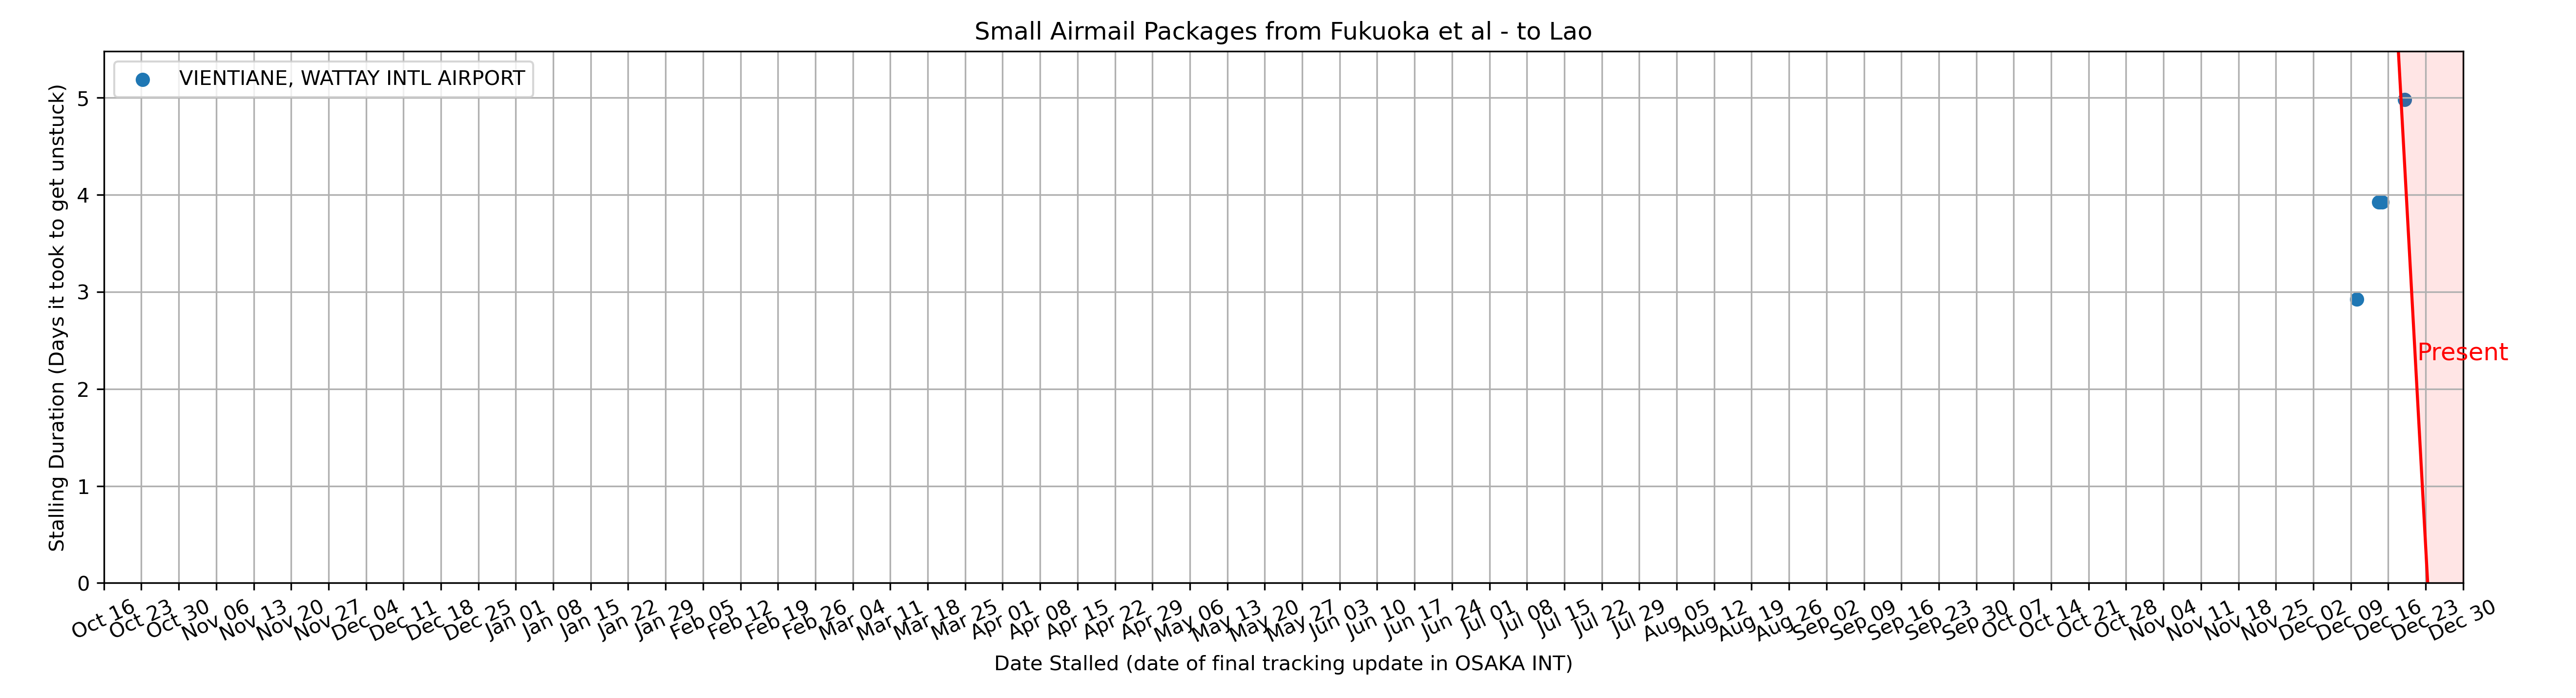 Small Airmail Packages from Fukuoka et al - to Lao
VIENTIANE, WATTAY INTL AIRPORT
Stalling Duration (Days it took to get unstuck)
5
4
3
2
1
0
Present
Oct 16
Oct 23
Oct 30
Nov 06
Nov 13
Nov 20
Nov 27
Dec 04
Dec 11
Dec 18
Dec 25
Jan 01
Jan 08
Jan 15
Jan 22
Jan 29
Feb 05
Feb 12
Feb 19
Feb 26
Mar 04
Mar 11
Mar 18
Mar 25
Apr 01
Apr 08
Apr 15
Apr 22
Apr 29
May 06
May 13
May 20
May 27
Jun 03
Jun 10
Jun 17
Jun 24
Jul 01
Jul 08
Jul 15
Jul 22
Jul 29
Aug 05
Aug 12
Aug 19
Aug 26
Sep 02
Sep 09
Sep 16
Sep 23
Sep 30
Oct 07
Oct 14
Oct 21
Oct 28
Nov 04
Nov 11
Nov 18
Nov 25
Dec 02
Dec 09
Dec 16
Dec 23
Dec 30
Date Stalled (date of final tracking update in OSAKA INT)